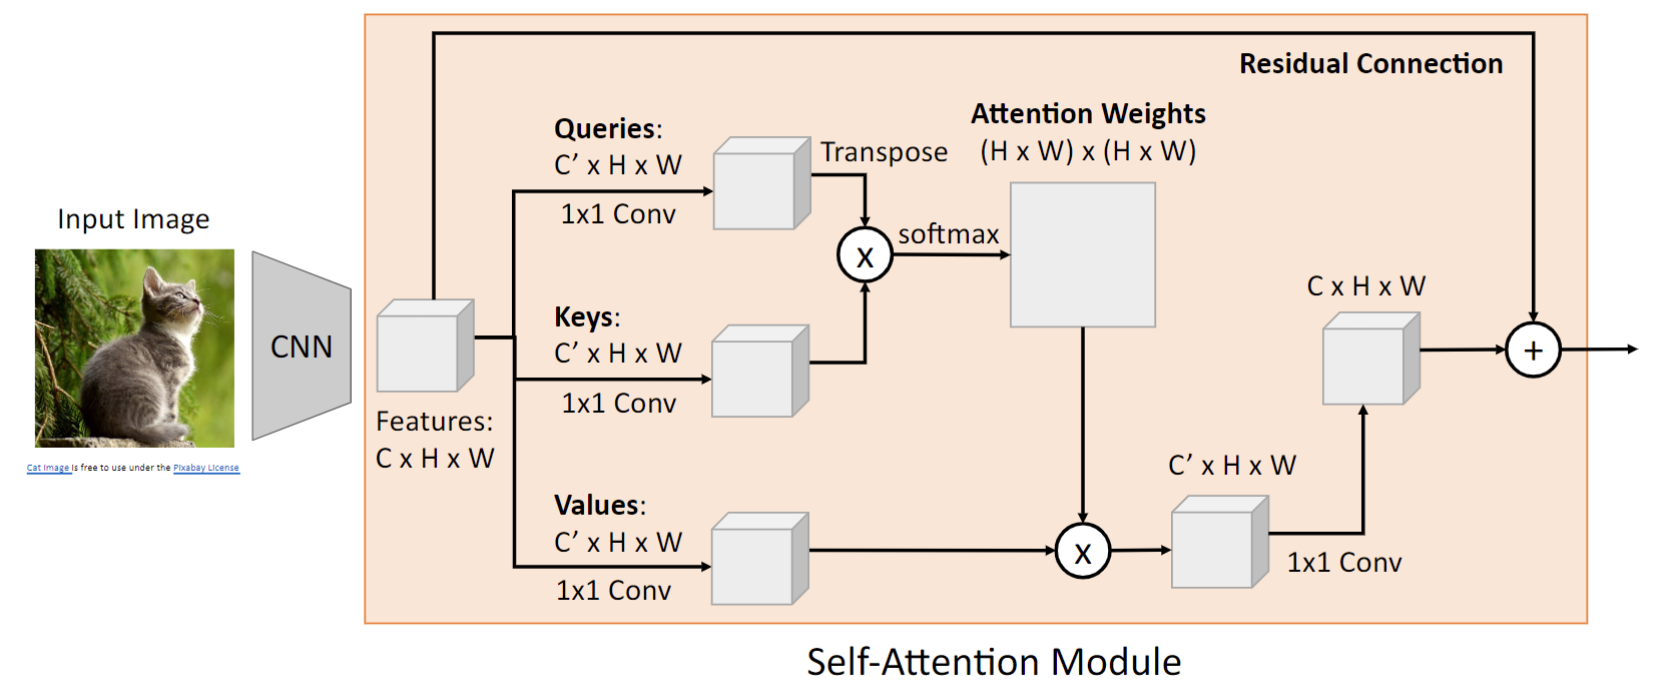 Residual Connection
Attention Weights
(H x W) x (H x W)
Queries:
C’ x H x W
1x1 Conv
Transpose
x
softmax
Input Image
CNN
Cat Image is free to use under the Pixabay License
Features:
C x H x W
Keys:
C’ x H x W
1x1 Conv
Values:
C’ x H x W
1x1 Conv
x
C’ x H x W
1x1 Conv
C x H x W
+
Self-Attention Module